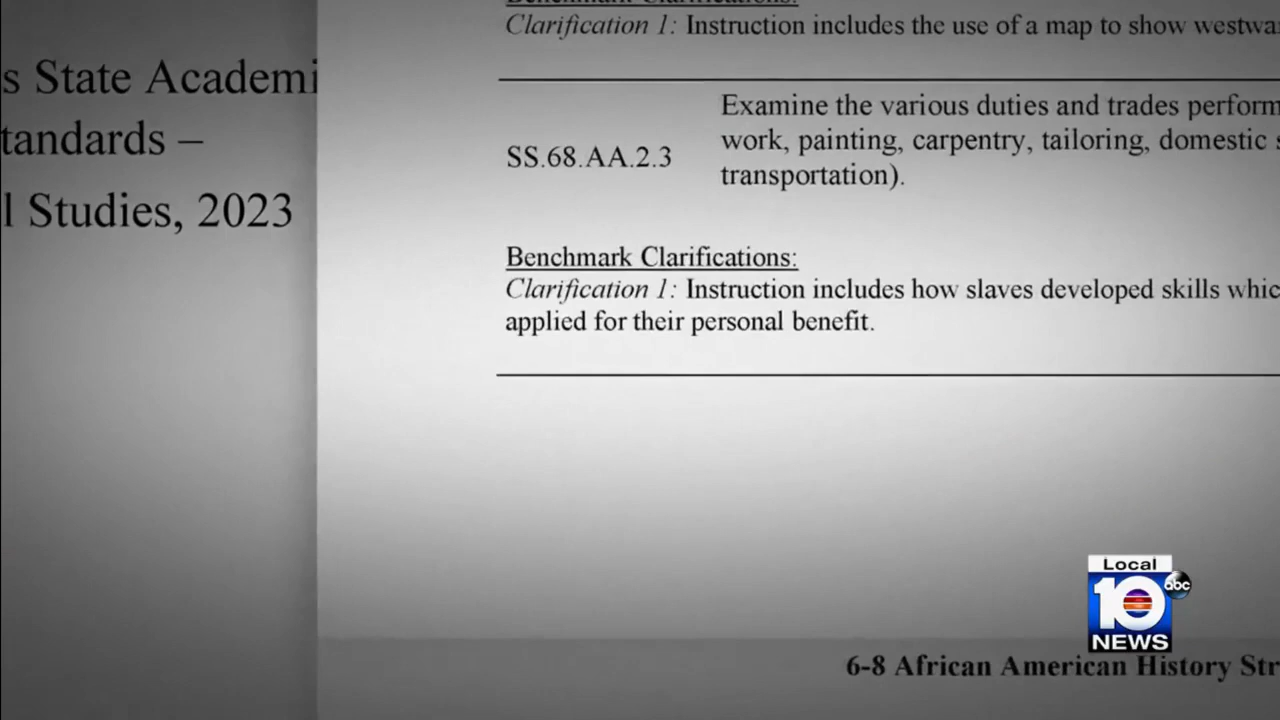 s State Academi
tandards –
l Studies, 2023
Benchmark Clarifications:
Clarification 1: Instruction includes the use of a map to show westwa
Examine the various duties and trades perform
SS.68.AA.2.3
work, painting, carpentry, tailoring, domestic s
transportation).
Benchmark Clarifications:
Clarification 1: Instruction includes how slaves developed skills whic
applied for their personal benefit.
Local
10
abc
NEWS
6-8 African American History Str